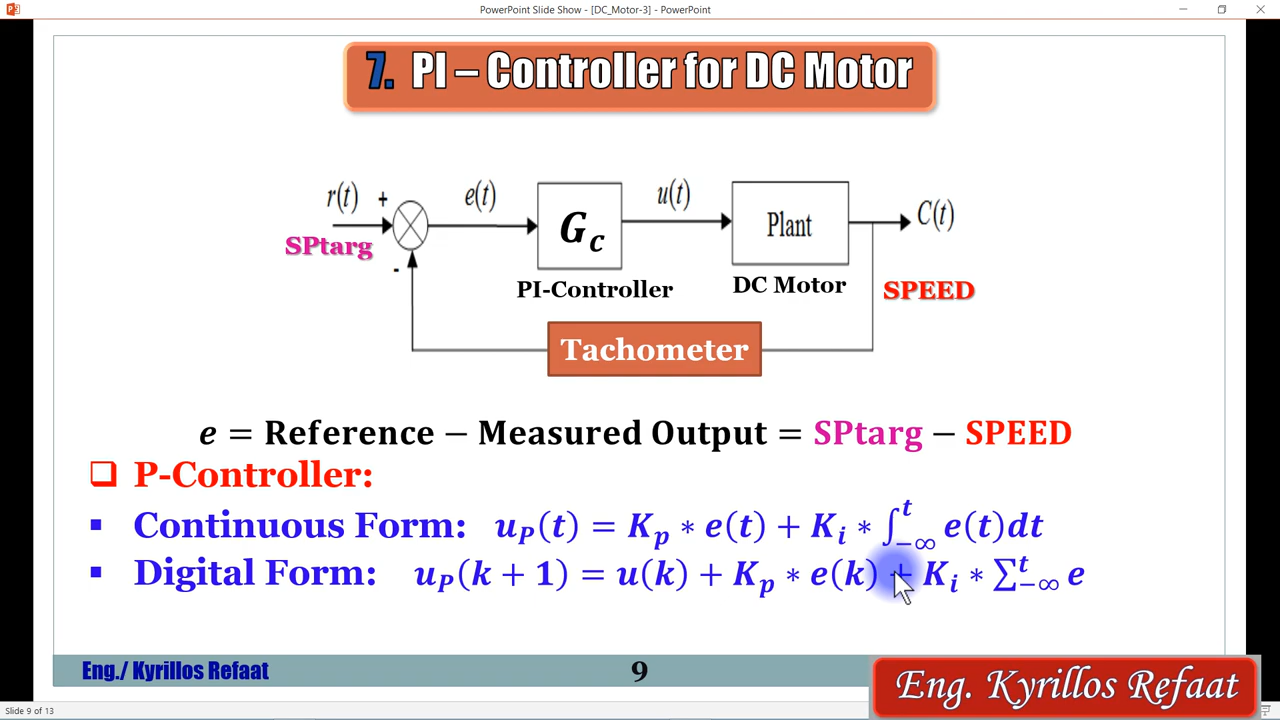 PowerPoint Slide Show - [DC_Motor-3] - PowerPoint
7. PI – Controller for DC Motor
r(t) + e(t) u(t) C(t)
SPtarg - G_c Plant
PI-Controller DC Motor SPEED
Tachometer
e = Reference − Measured Output = SPtarg − SPEED
❑ P-Controller:
▪ Continuous Form: u_P(t) = K_p * e(t) + K_i * ∫_{−∞}^{t} e(t)dt
▪ Digital Form: u_P(k + 1) = u(k) + K_p * e(k) + K_i * ∑_{−∞}^{t} e
Eng./ Kyrillos Refaat 9 Eng. Kyrillos Refaat
Slide 9 of 13